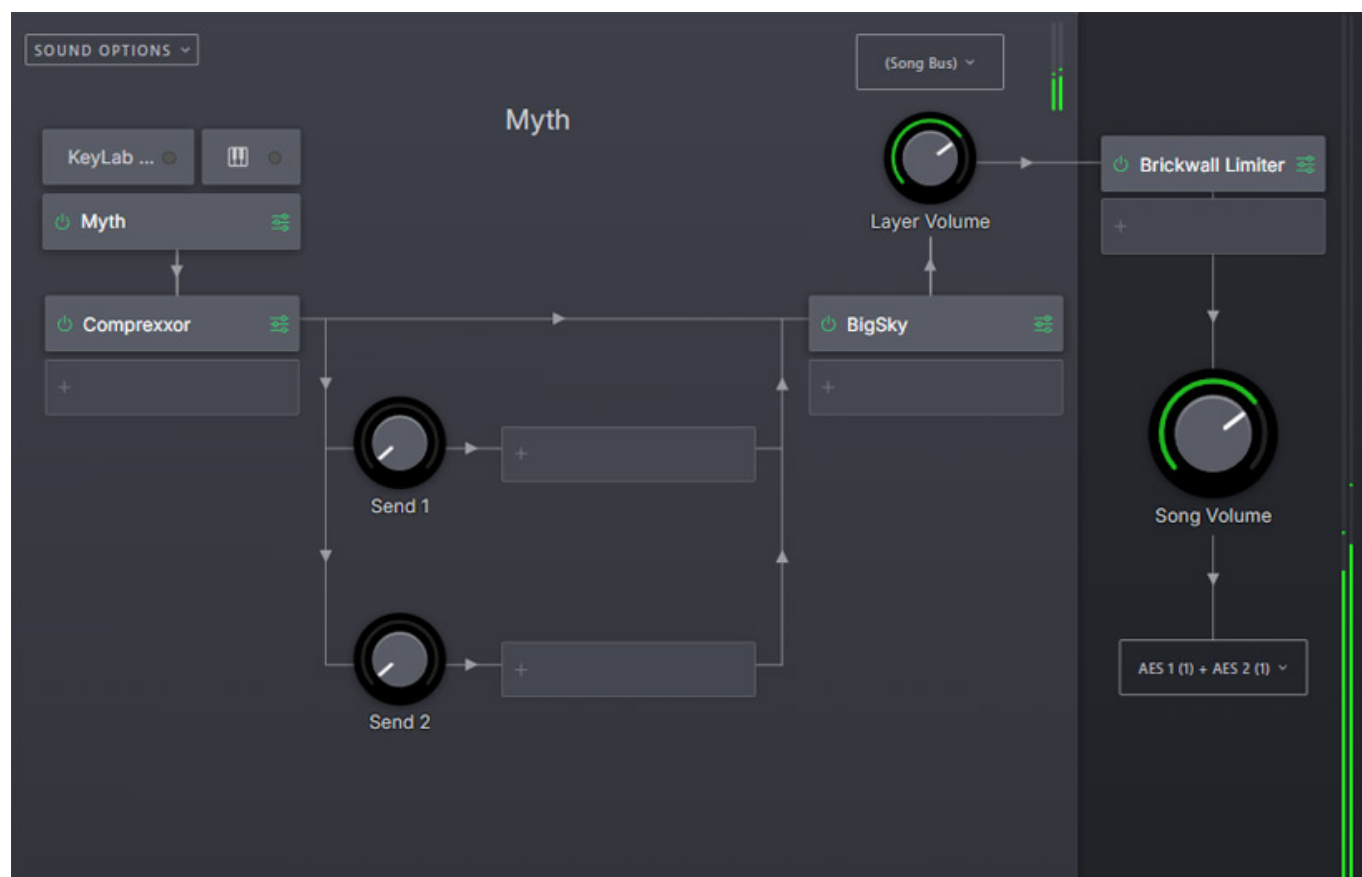 SOUND OPTIONS
(Song Bus)
Myth
KeyLab ...
Myth
Layer Volume
Brickwall Limiter
+
Comprexxor
BigSky
+
+
Send 1
+
Song Volume
Send 2
+
AES 1 (1) + AES 2 (1)